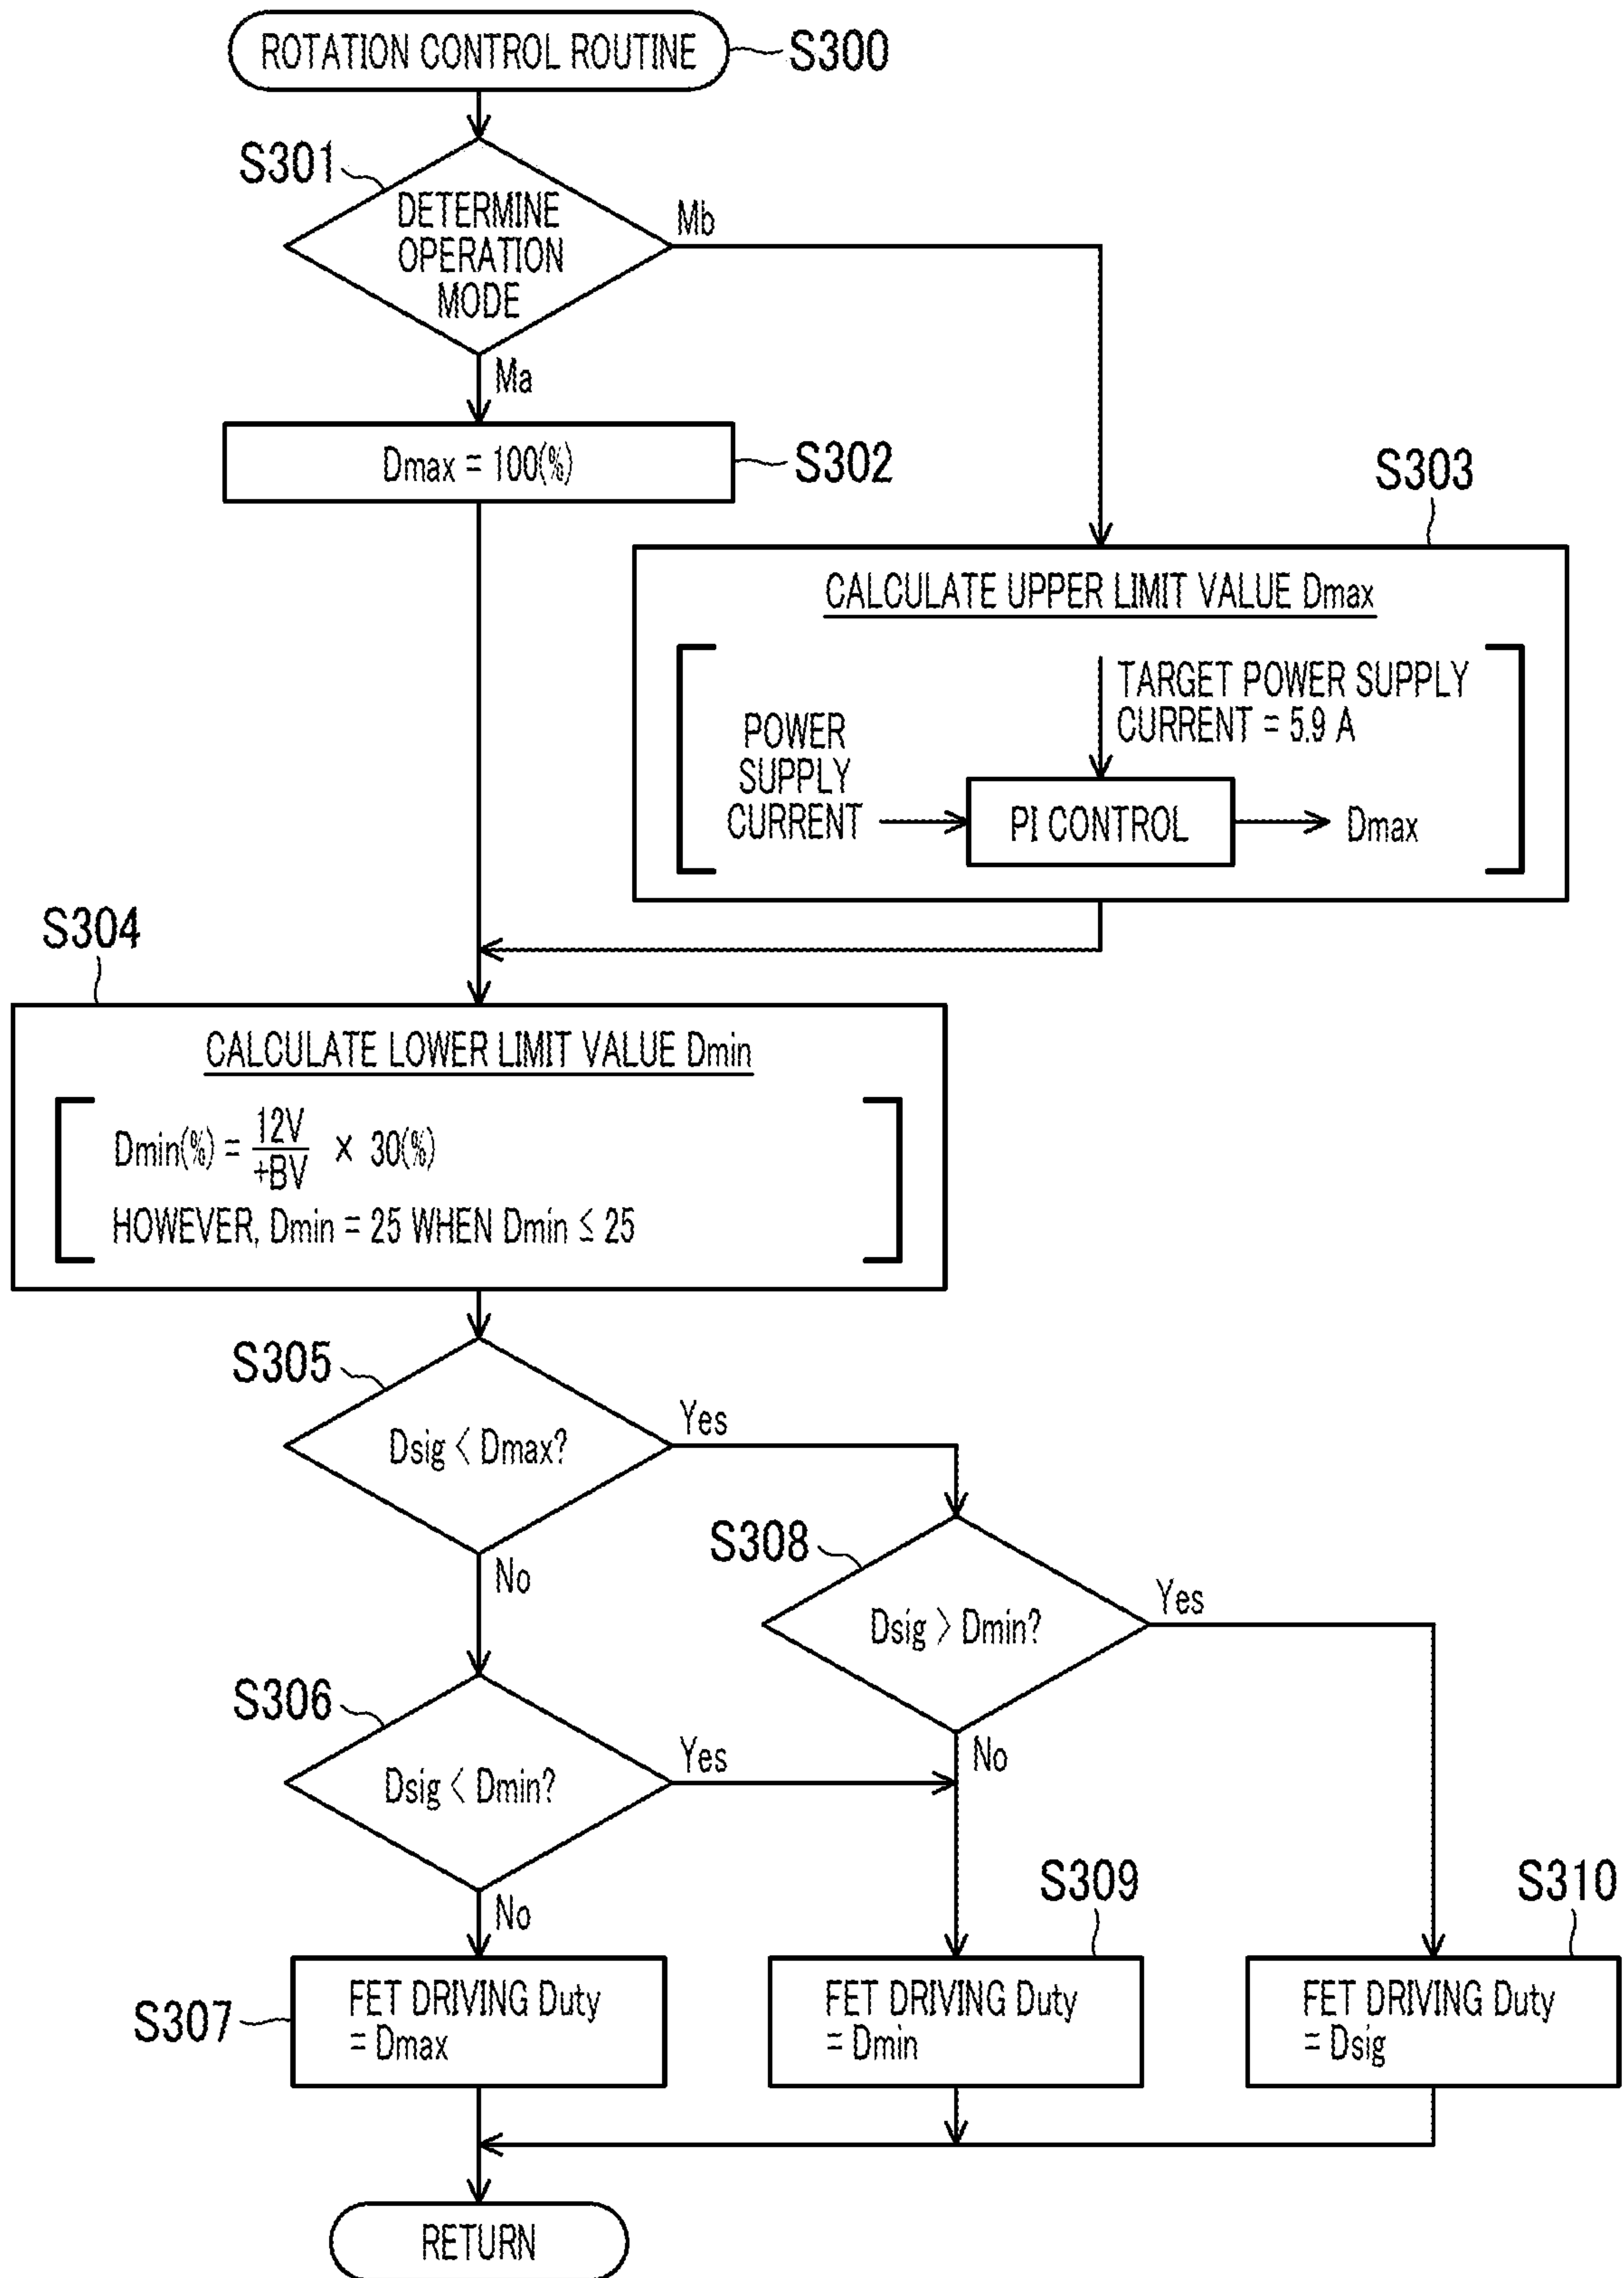 ROTATION CONTROL ROUTINE
S300
S301
DETERMINE
OPERATION
MODE
Mb
Ma
Dmax = 100(%)
S302
S303
CALCULATE UPPER LIMIT VALUE Dmax
TARGET POWER SUPPLY
CURRENT = 5.9 A
POWER
SUPPLY
CURRENT
PI CONTROL
Dmax
S304
CALCULATE LOWER LIMIT VALUE Dmin
Dmin(%) = 12V / +BV × 30(%)
HOWEVER, Dmin = 25 WHEN Dmin ≤ 25
S305
Dsig < Dmax?
Yes
No
S308
Dsig > Dmin?
Yes
No
S306
Dsig < Dmin?
Yes
No
S307
FET DRIVING Duty
= Dmax
S309
FET DRIVING Duty
= Dmin
S310
FET DRIVING Duty
= Dsig
RETURN